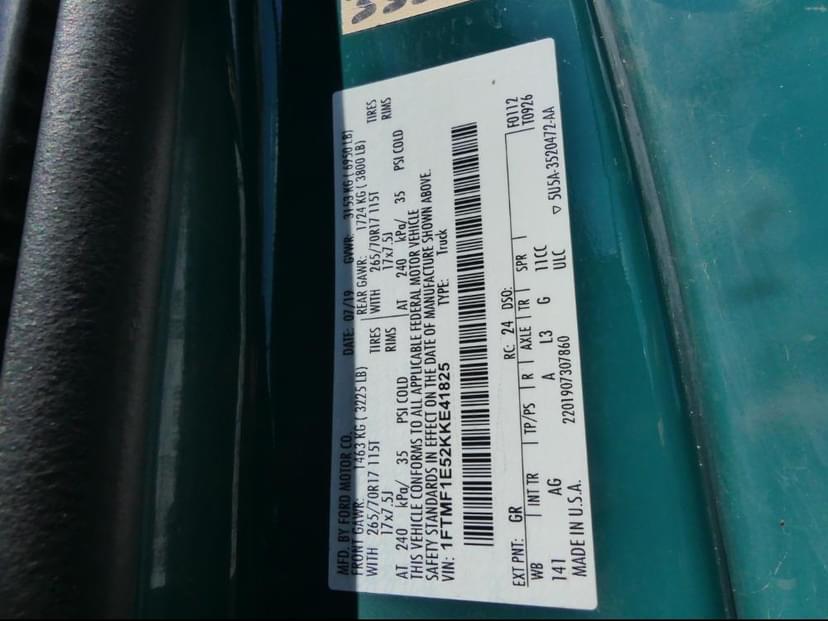 MFD. BY FORD MOTOR CO.
DATE: 07/19 GVWR: 3153 KG ( 6950 LB)
FRONT GAWR: 1463 KG ( 3225 LB) REAR GAWR: 1724 KG ( 3800 LB)
WITH 265/70R17 115T TIRES WITH 265/70R17 115T TIRES
17x7.5J RIMS 17x7.5J RIMS
AT 240 kPa/ 35 PSI COLD AT 240 kPa/ 35 PSI COLD
THIS VEHICLE CONFORMS TO ALL APPLICABLE FEDERAL MOTOR VEHICLE
SAFETY STANDARDS IN EFFECT ON THE DATE OF MANUFACTURE SHOWN ABOVE.
VIN: 1FTMF1E52KKE41825 TYPE: Truck
F0112
EXT PNT: GR RC: 24 DSO: T0926
WB INT TR TP/PS R AXLE TR SPR
141 AG A L3 G 11CC
ULC
MADE IN U.S.A. 2201907307860 ▽ 5U5A-3520472-AA